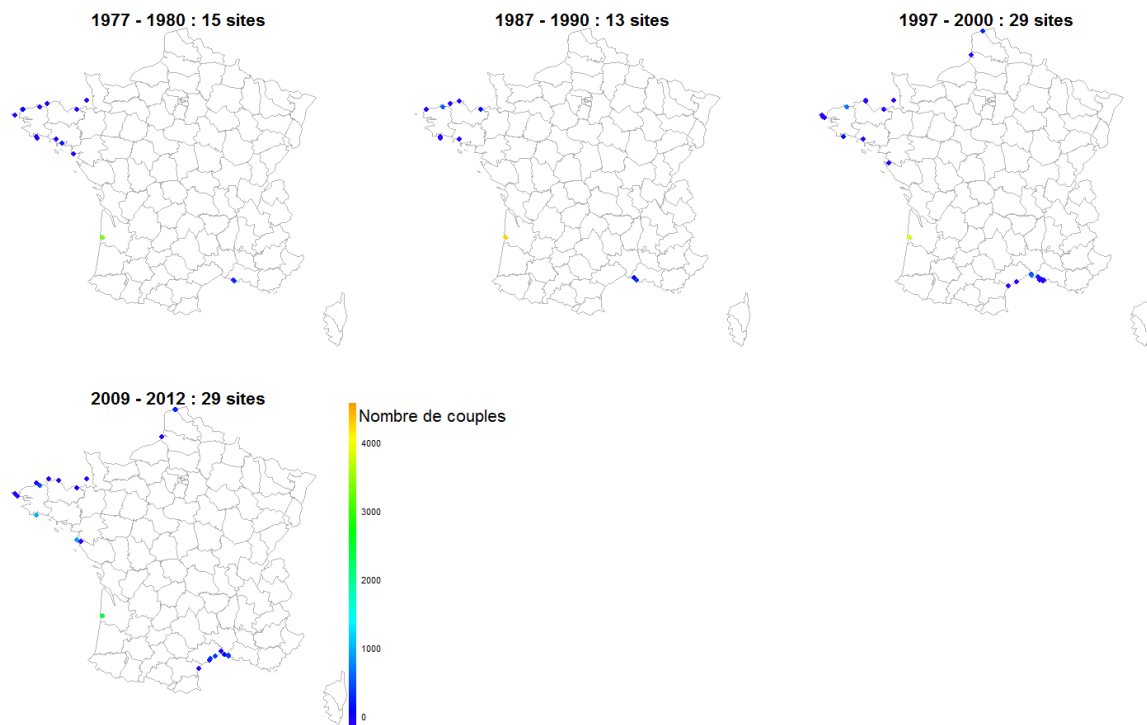 1977 - 1980 : 15 sites
1987 - 1990 : 13 sites
1997 - 2000 : 29 sites
2009 - 2012 : 29 sites
Nombre de couples
4000
3000
2000
1000
0